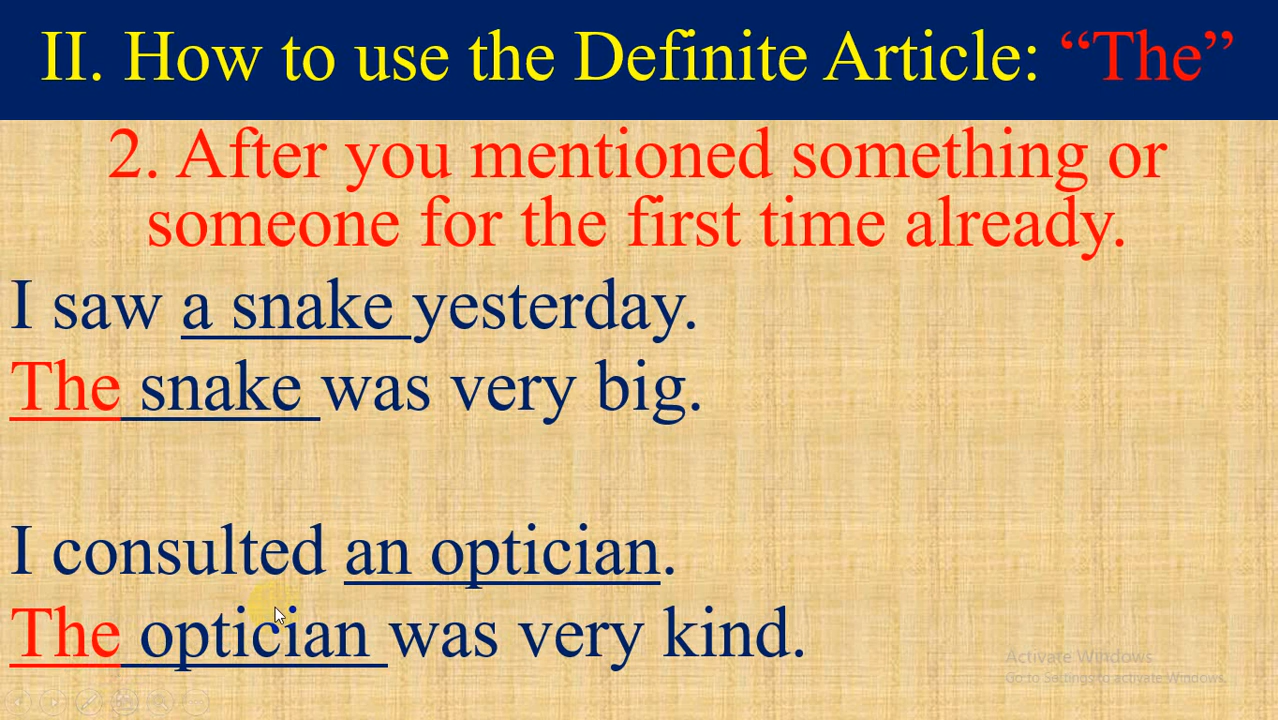 II. How to use the Definite Article: “The”
2. After you mentioned something or
someone for the first time already.
I saw a snake yesterday.
The snake was very big.
I consulted an optician.
The optician was very kind.
Activate Windows
Go to Settings to activate Windows.